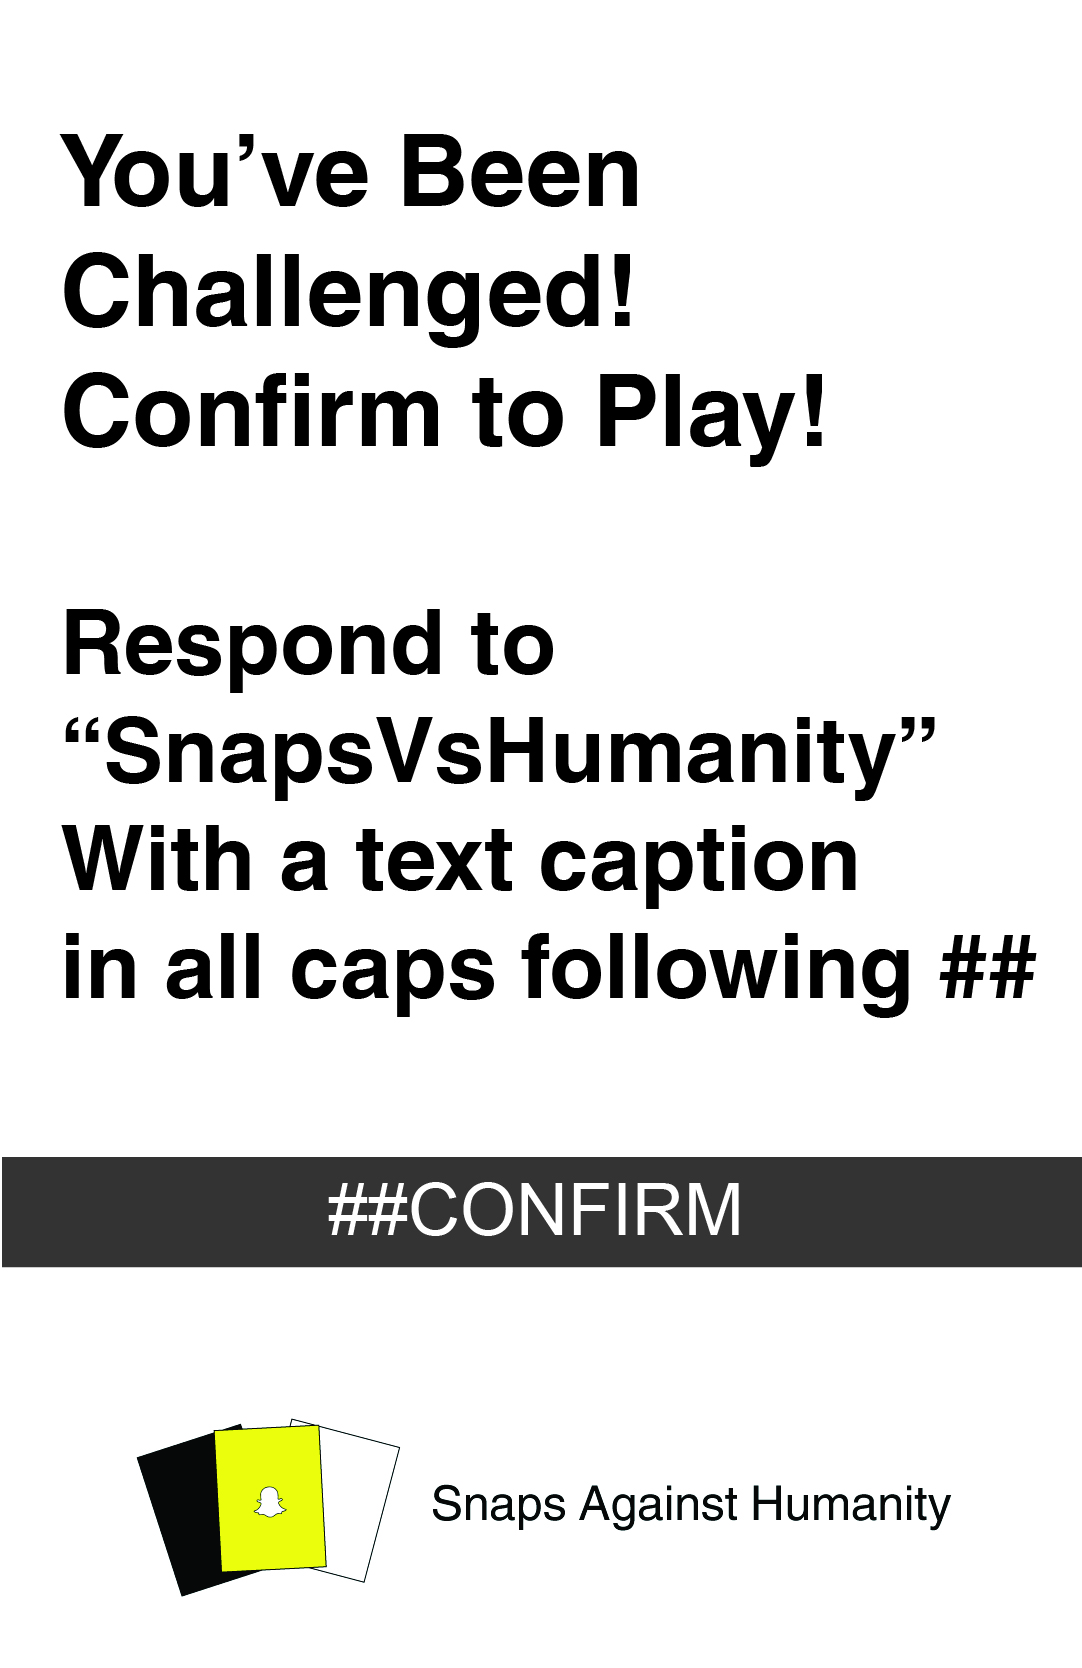 You’ve Been
Challenged!
Confirm to Play!
Respond to
“SnapsVsHumanity”
With a text caption
in all caps following ##
##CONFIRM
Snaps Against Humanity